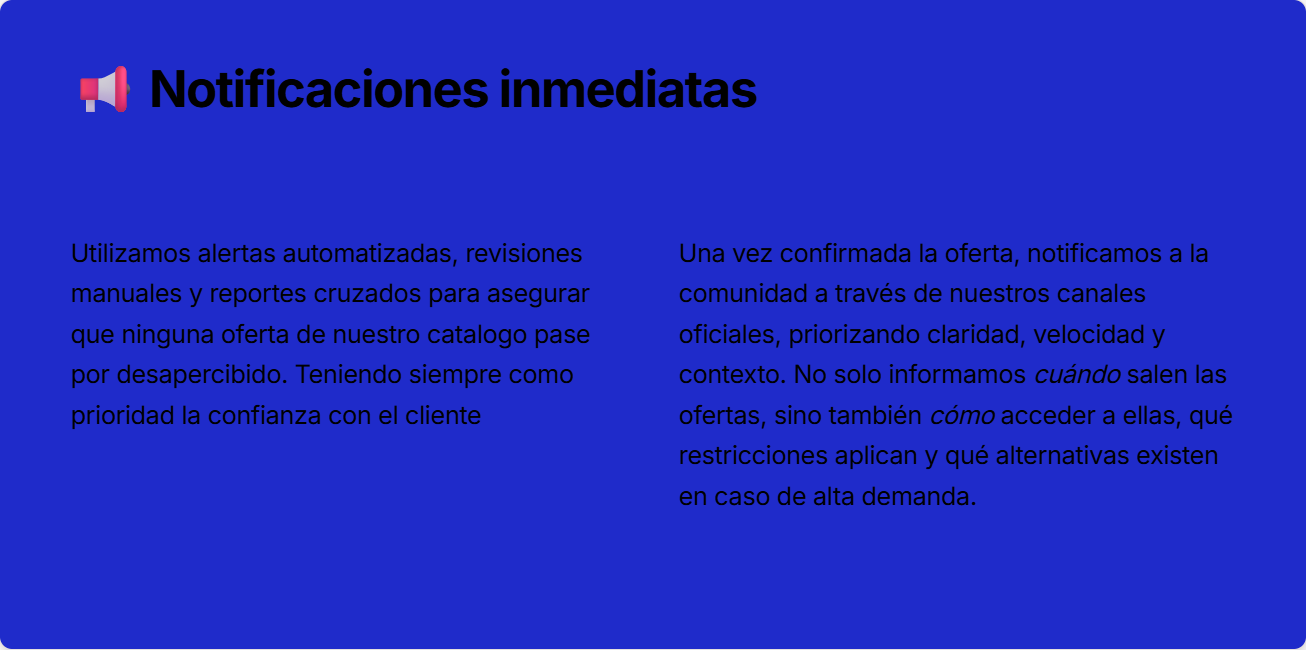 Notificaciones inmediatas
Utilizamos alertas automatizadas, revisiones
manuales y reportes cruzados para asegurar
que ninguna oferta de nuestro catalogo pase
por desapercibido. Teniendo siempre como
prioridad la confianza con el cliente
Una vez confirmada la oferta, notificamos a la
comunidad a través de nuestros canales
oficiales, priorizando claridad, velocidad y
contexto. No solo informamos cuándo salen las
ofertas, sino también cómo acceder a ellas, qué
restricciones aplican y qué alternativas existen
en caso de alta demanda.